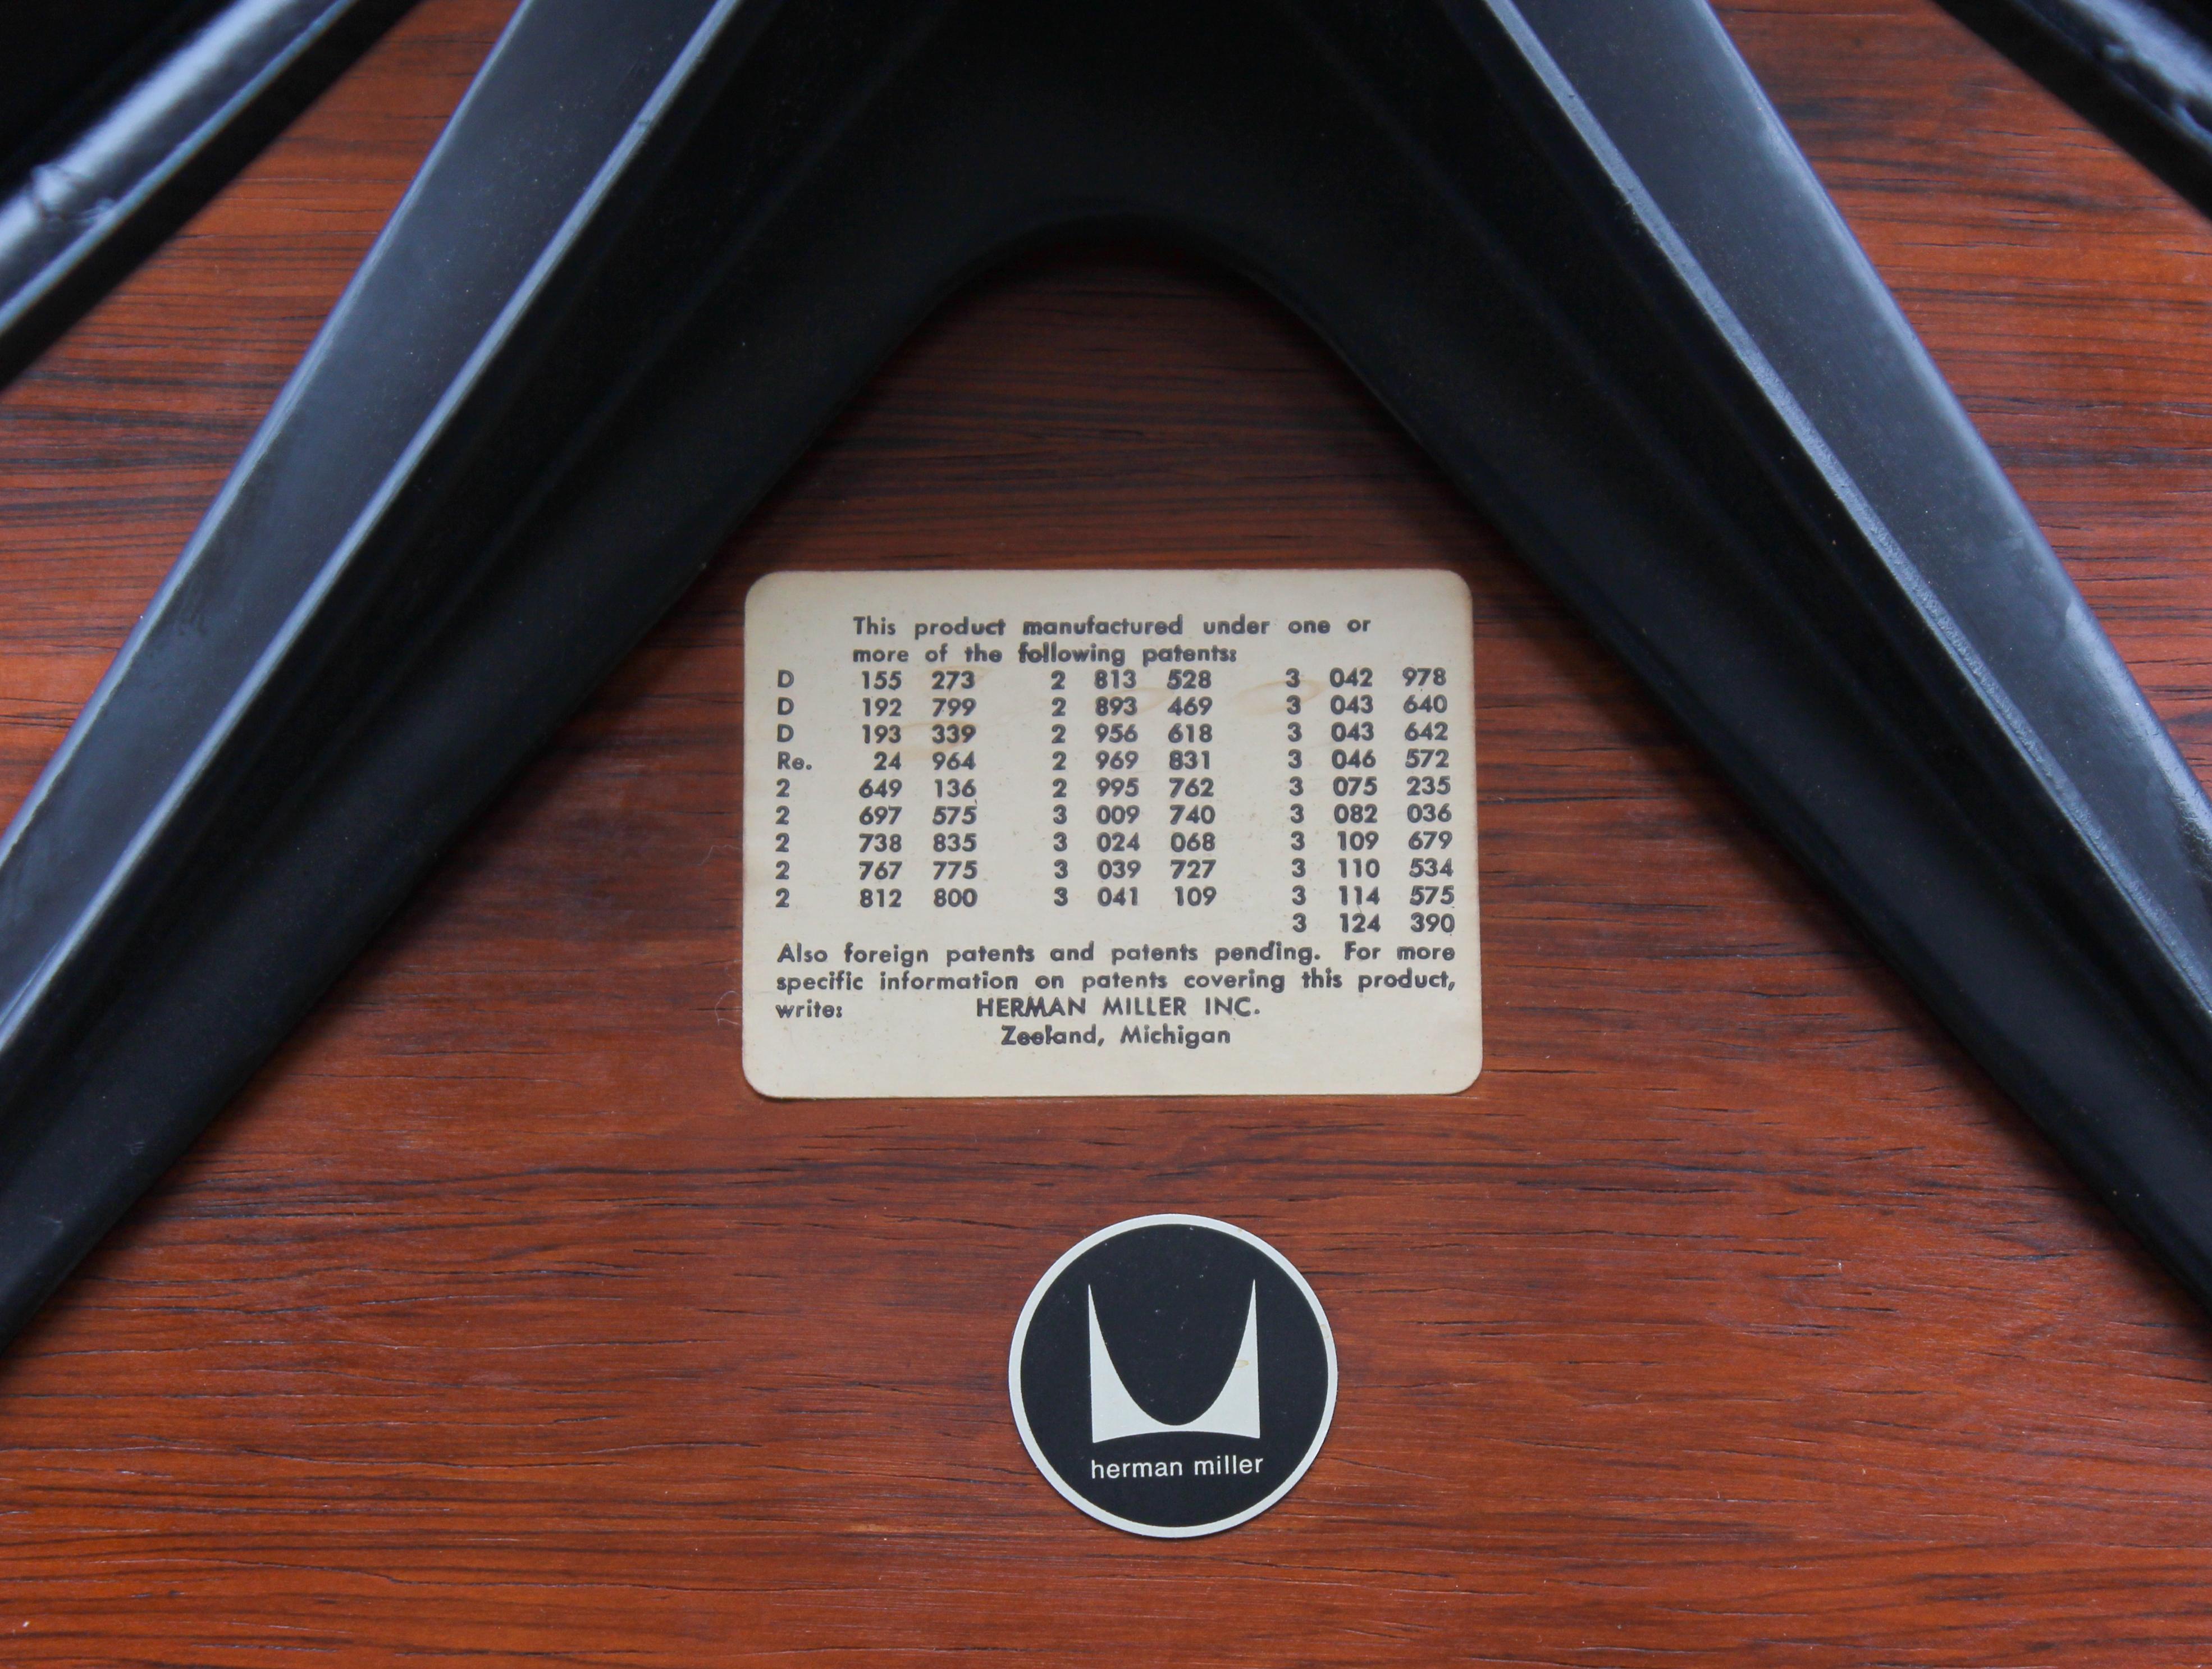 This product manufactured under one or
more of the following patents:
D 155 273 2 813 528 3 042 978
D 192 799 2 893 469 3 043 640
D 193 339 2 956 618 3 043 642
Re. 24 964 2 969 831 3 046 572
2 649 136 2 995 762 3 075 235
2 697 575 3 009 740 3 082 036
2 738 835 3 024 068 3 109 679
2 767 775 3 039 727 3 110 534
2 812 800 3 041 109 3 114 575
3 124 390
Also foreign patents and patents pending. For more
specific information on patents covering this product,
write: HERMAN MILLER INC.
Zeeland, Michigan
herman miller